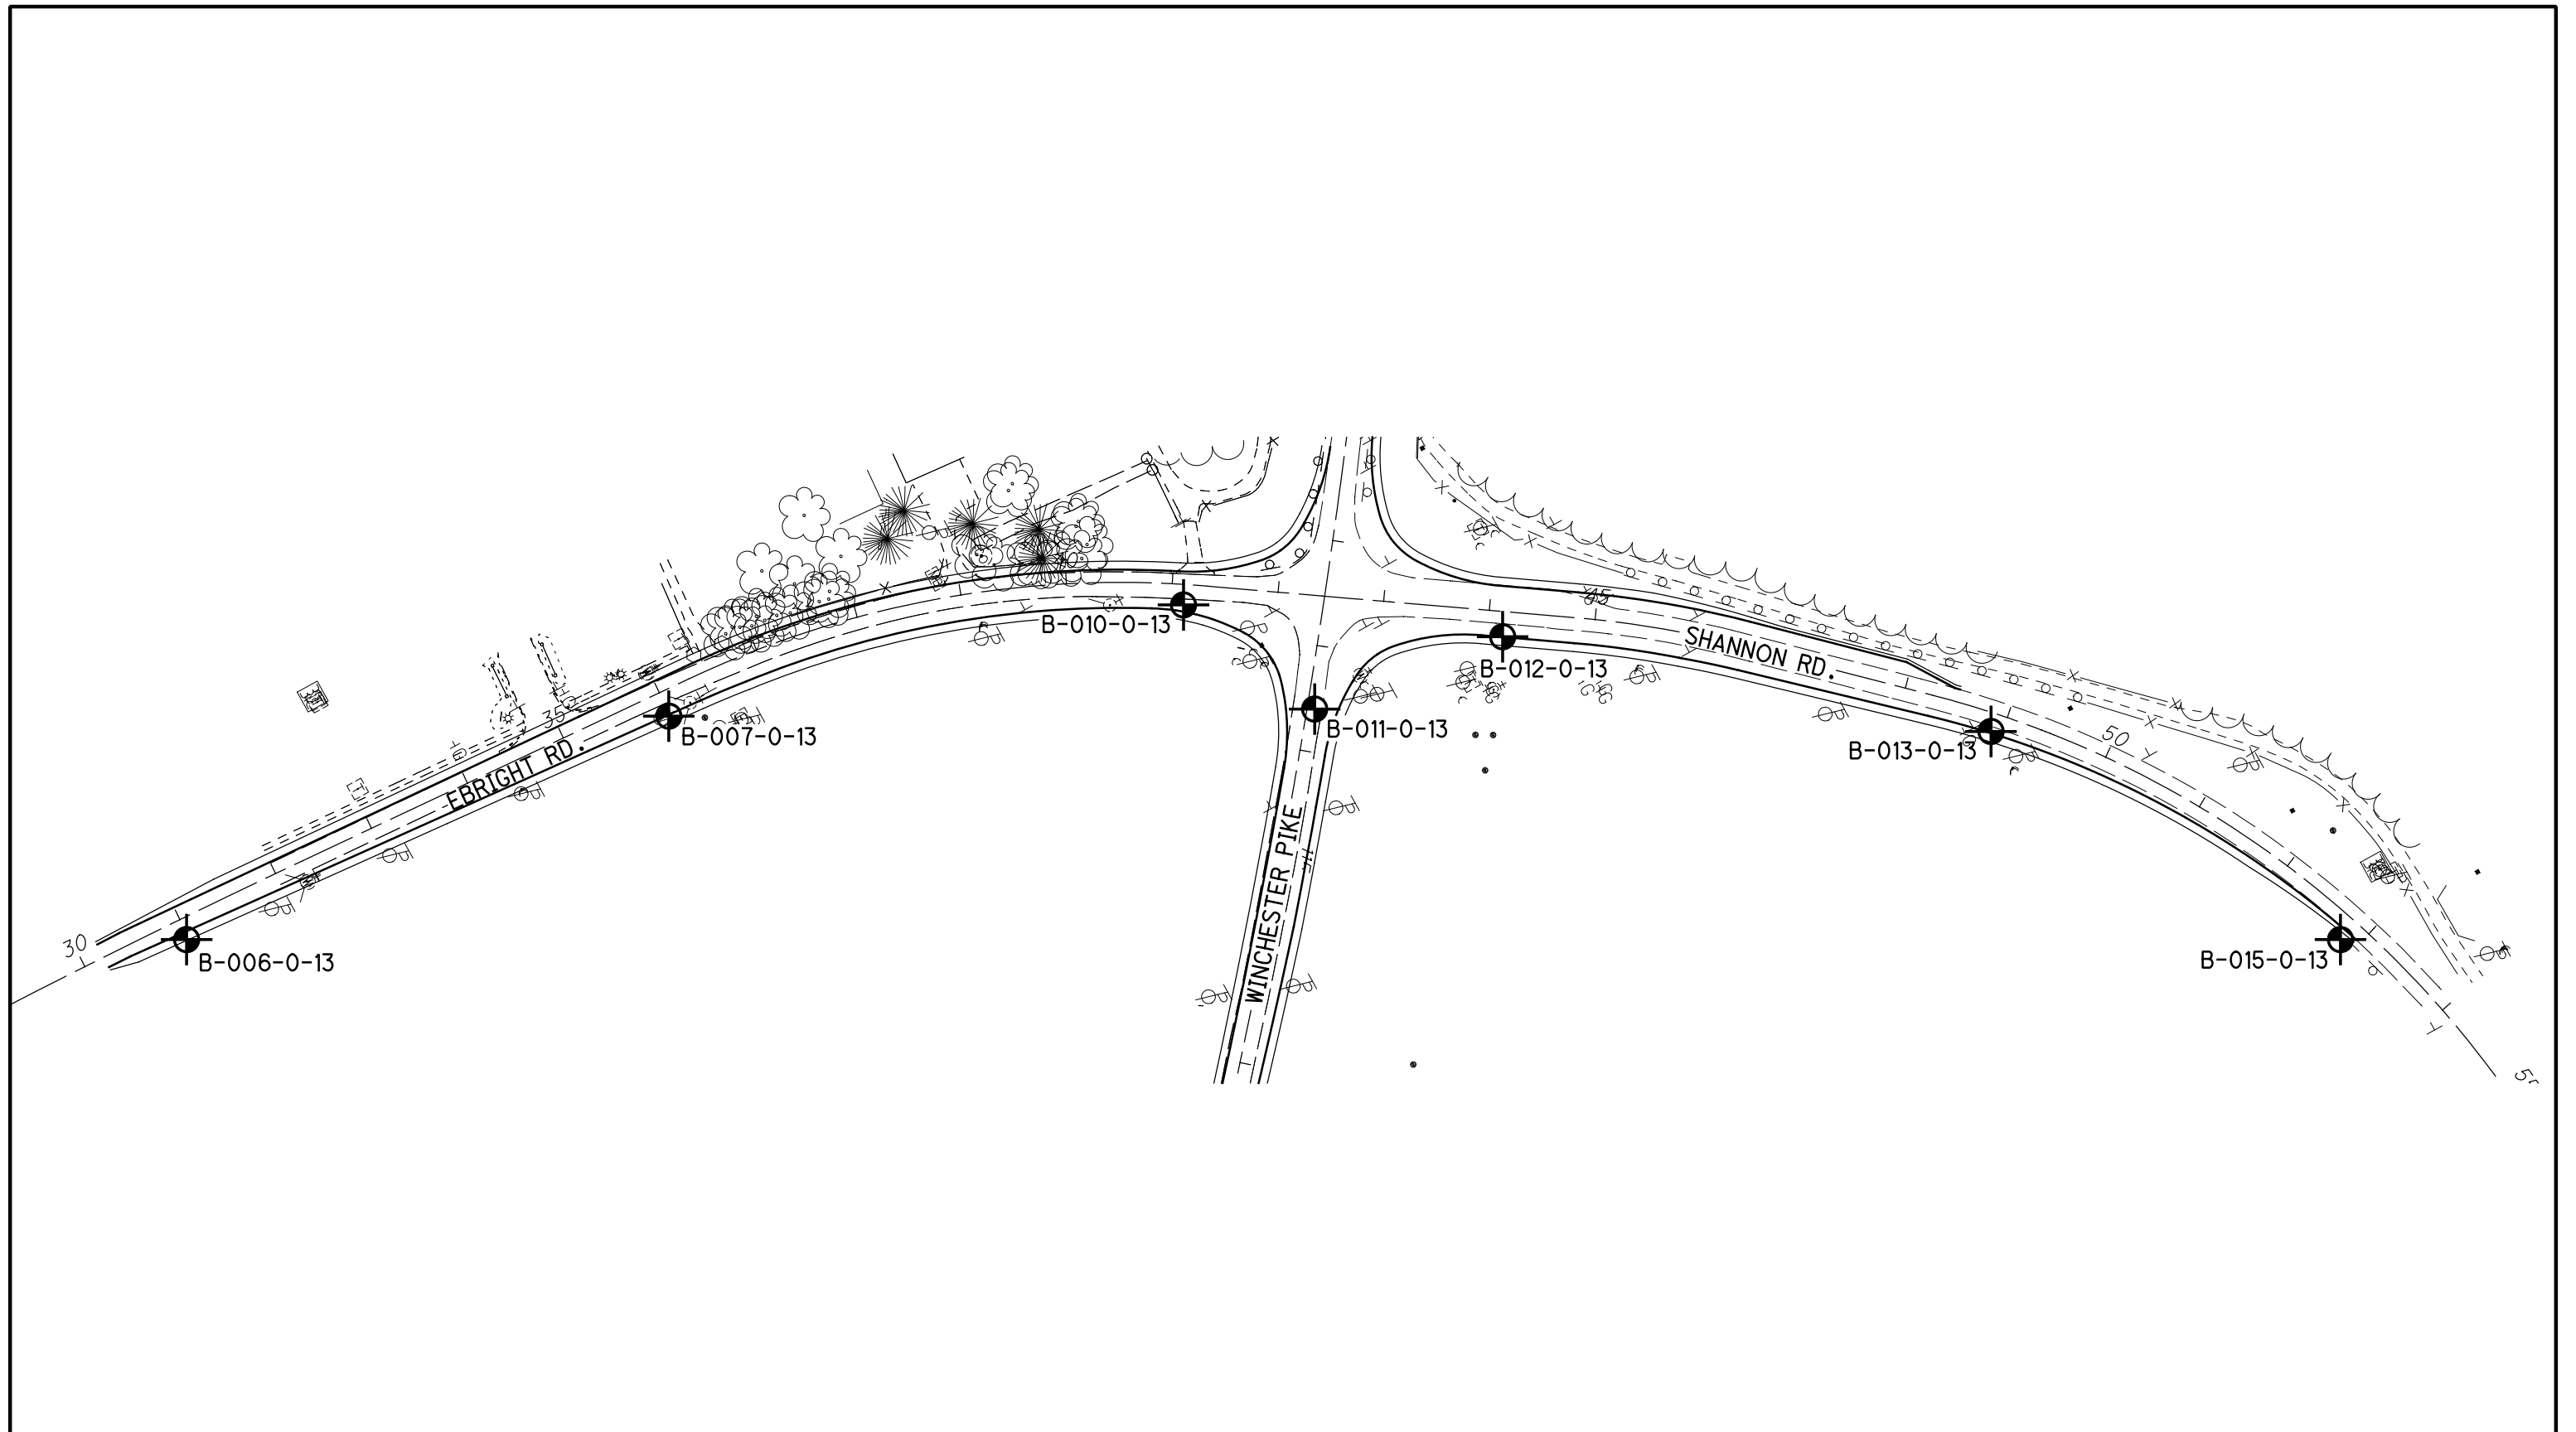 45
B-010-0-13
SHANNON RD.
B-012-0-13
35
B-007-0-13
B-011-0-13
50
B-013-0-13
EBRIGHT RD.
WINCHESTER PIKE
30
B-006-0-13
B-015-0-13